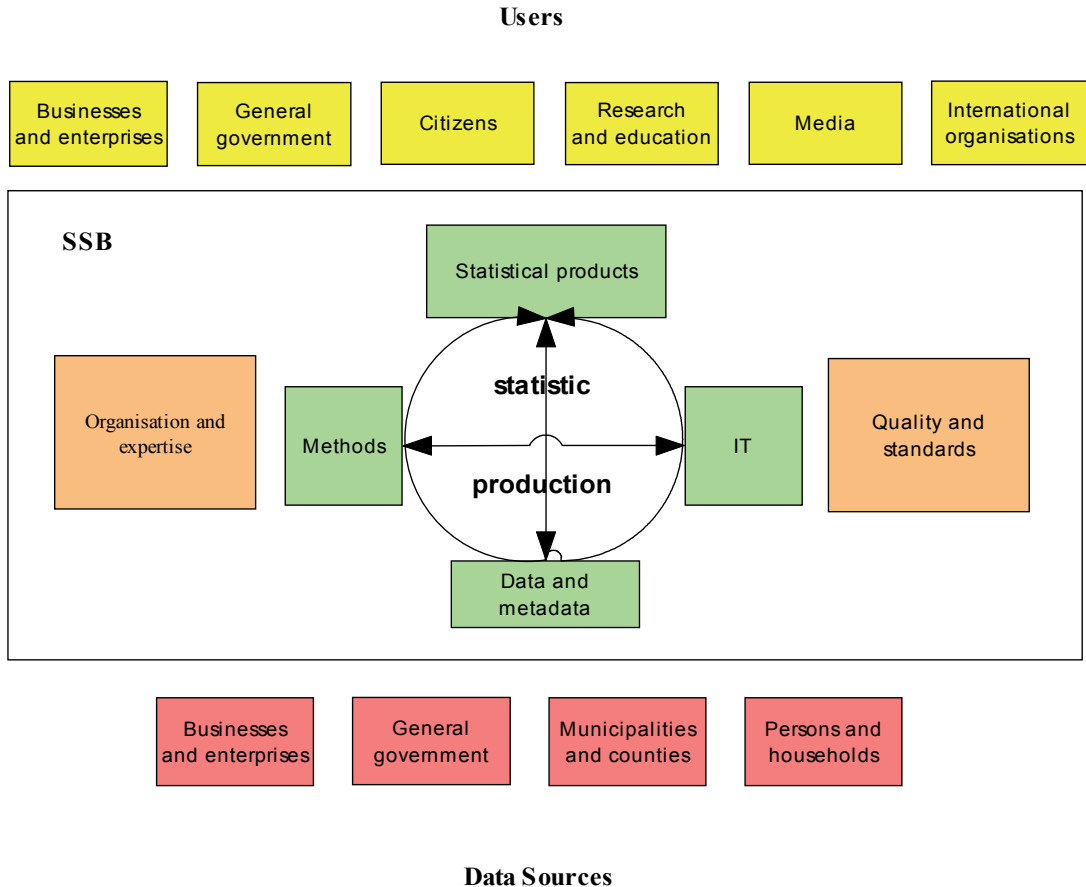 Users
Businesses
and enterprises
General
government
Citizens
Research
and education
Media
International
organisations
SSB
Statistical products
Organisation and
expertise
Methods
statistic
production
IT
Quality and
standards
Data and
metadata
Businesses
and enterprises
General
government
Municipalities
and counties
Persons and
households
Data Sources